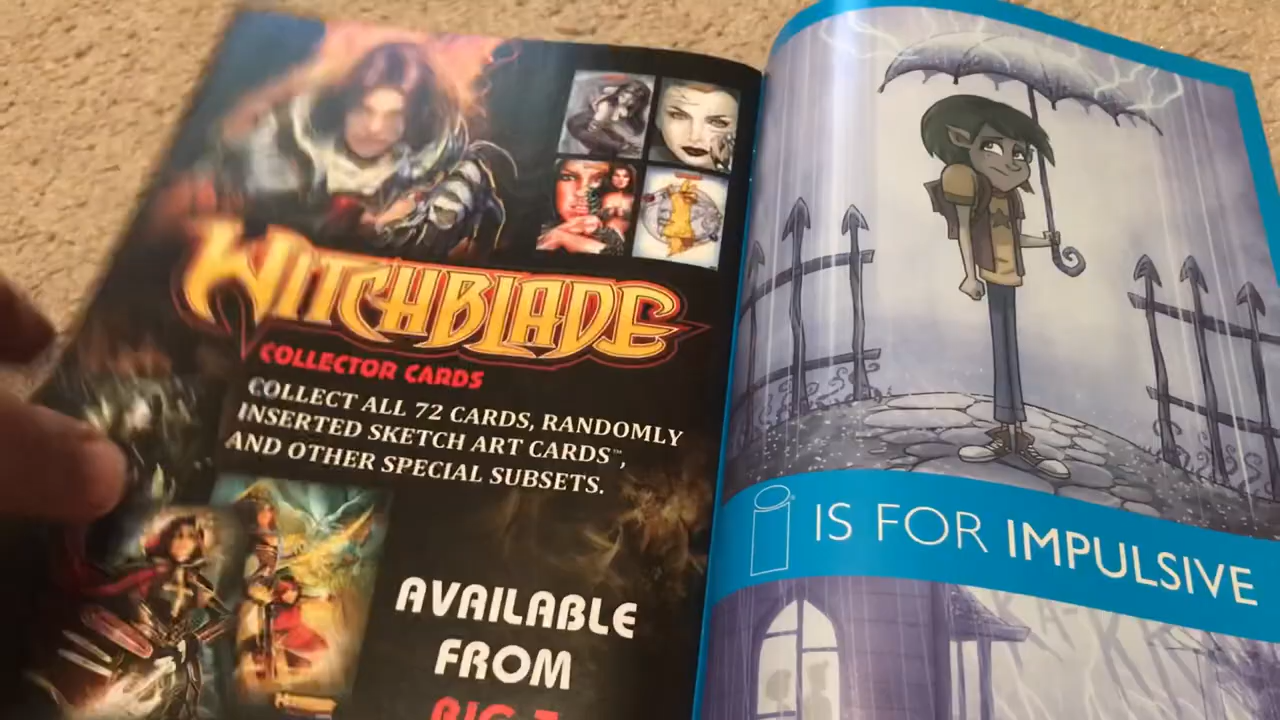 WITCHBLADE
COLLECTOR CARDS
COLLECT ALL 72 CARDS, RANDOMLY
INSERTED SKETCH ART CARDS™,
AND OTHER SPECIAL SUBSETS.
AVAILABLE
FROM
i IS FOR IMPULSIVE